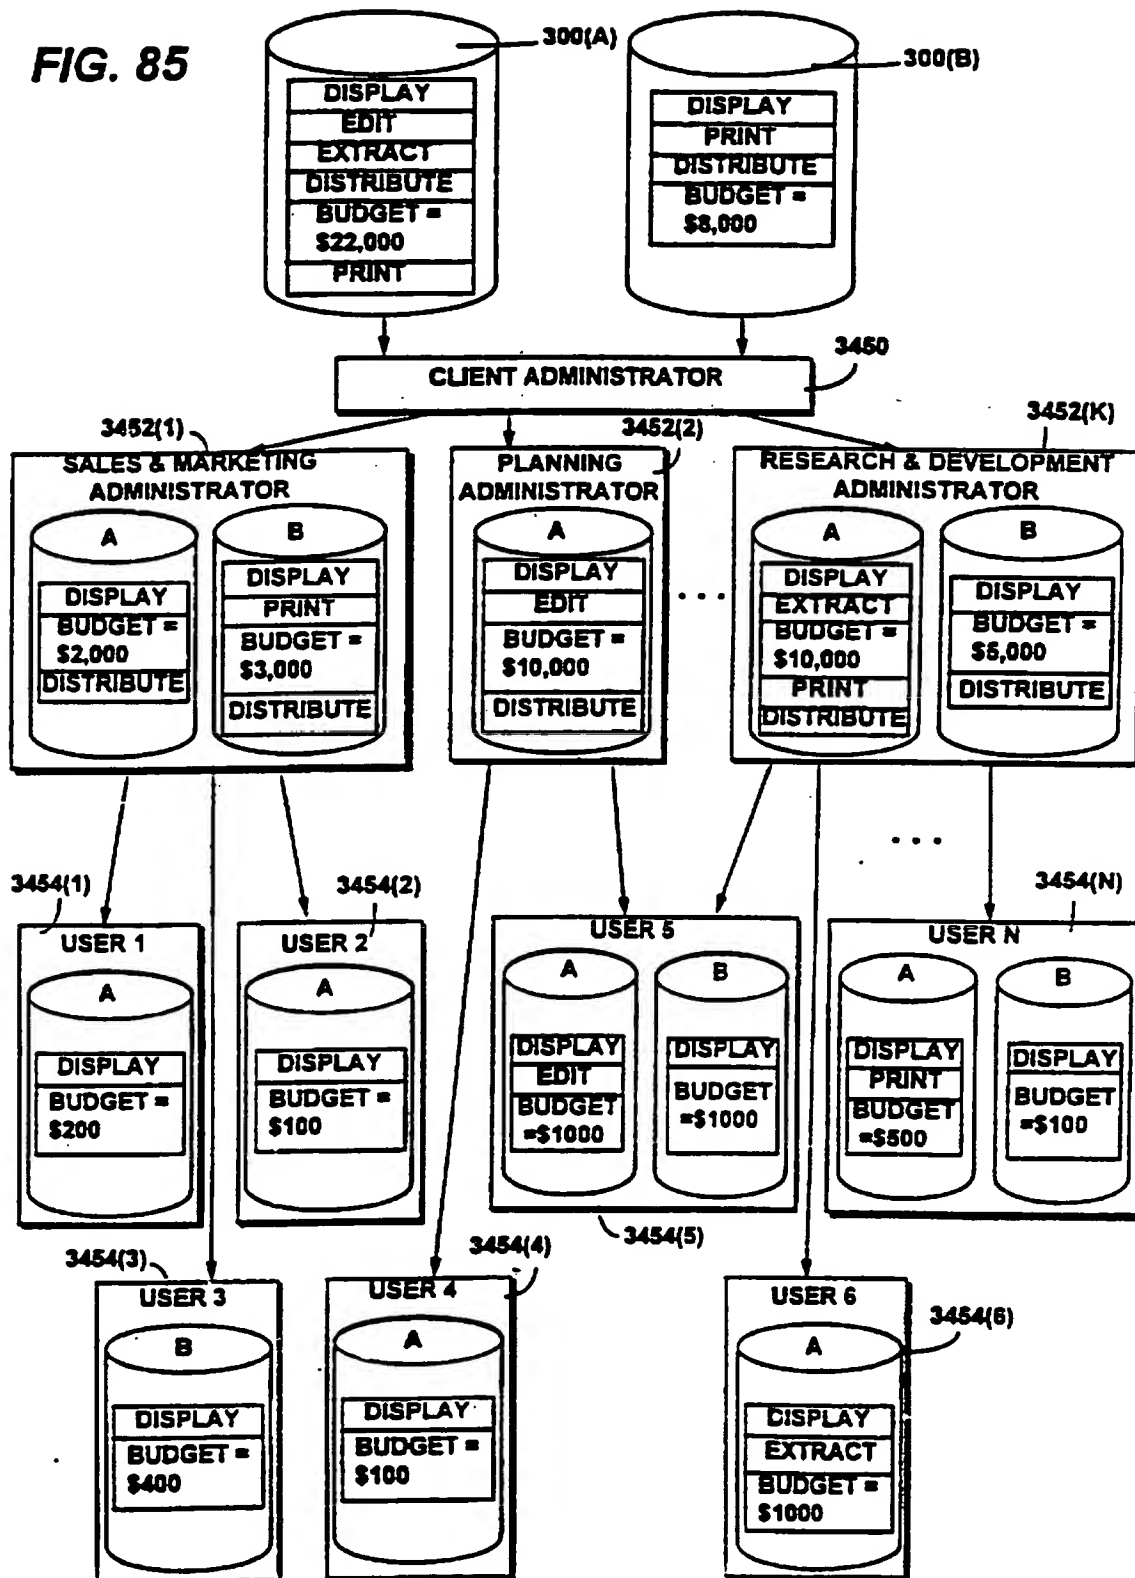 FIG. 85
300(A)
DISPLAY
EDIT
EXTRACT
DISTRIBUTE
BUDGET =
$22,000
PRINT
300(B)
DISPLAY
PRINT
DISTRIBUTE
BUDGET =
$8,000
CLIENT ADMINISTRATOR
3450
3452(1)
SALES & MARKETING
ADMINISTRATOR
A
DISPLAY
BUDGET =
$2,000
DISTRIBUTE
B
DISPLAY
PRINT
BUDGET =
$3,000
DISTRIBUTE
3452(2)
PLANNING
ADMINISTRATOR
A
DISPLAY
EDIT
BUDGET =
$10,000
DISTRIBUTE
. . .
3452(K)
RESEARCH & DEVELOPMENT
ADMINISTRATOR
A
DISPLAY
EXTRACT
BUDGET =
$10,000
PRINT
DISTRIBUTE
B
DISPLAY
BUDGET =
$5,000
DISTRIBUTE
. . .
3454(1)
USER 1
A
DISPLAY
BUDGET =
$200
3454(2)
USER 2
A
DISPLAY
BUDGET =
$100
USER 5
A
DISPLAY
EDIT
BUDGET
=$1000
B
DISPLAY
BUDGET
=$1000
3454(5)
3454(N)
USER N
A
DISPLAY
PRINT
BUDGET
=$500
B
DISPLAY
BUDGET
=$100
3454(3)
USER 3
B
DISPLAY
BUDGET =
$400
3454(4)
USER 4
A
DISPLAY
BUDGET =
$100
USER 6
3454(6)
A
DISPLAY
EXTRACT
BUDGET =
$1000